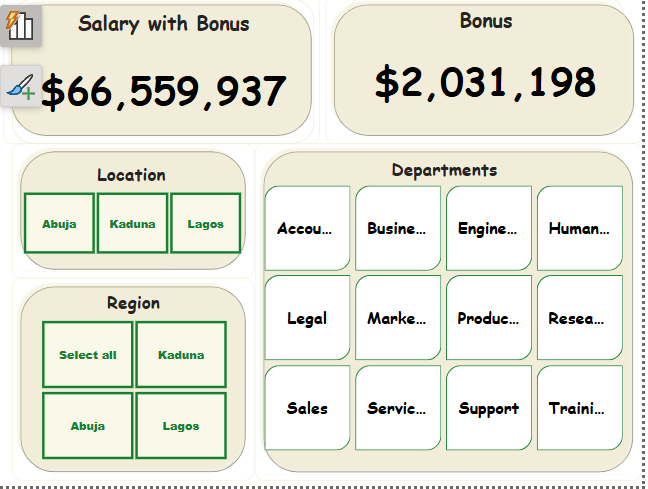 Salary with Bonus
$66,559,937
Bonus
$2,031,198
Location
Abuja Kaduna Lagos
Region
Select all Kaduna
Abuja Lagos
Departments
Accou... Busine... Engine... Human...
Legal Marke... Produc... Resea...
Sales Servic... Support Traini...